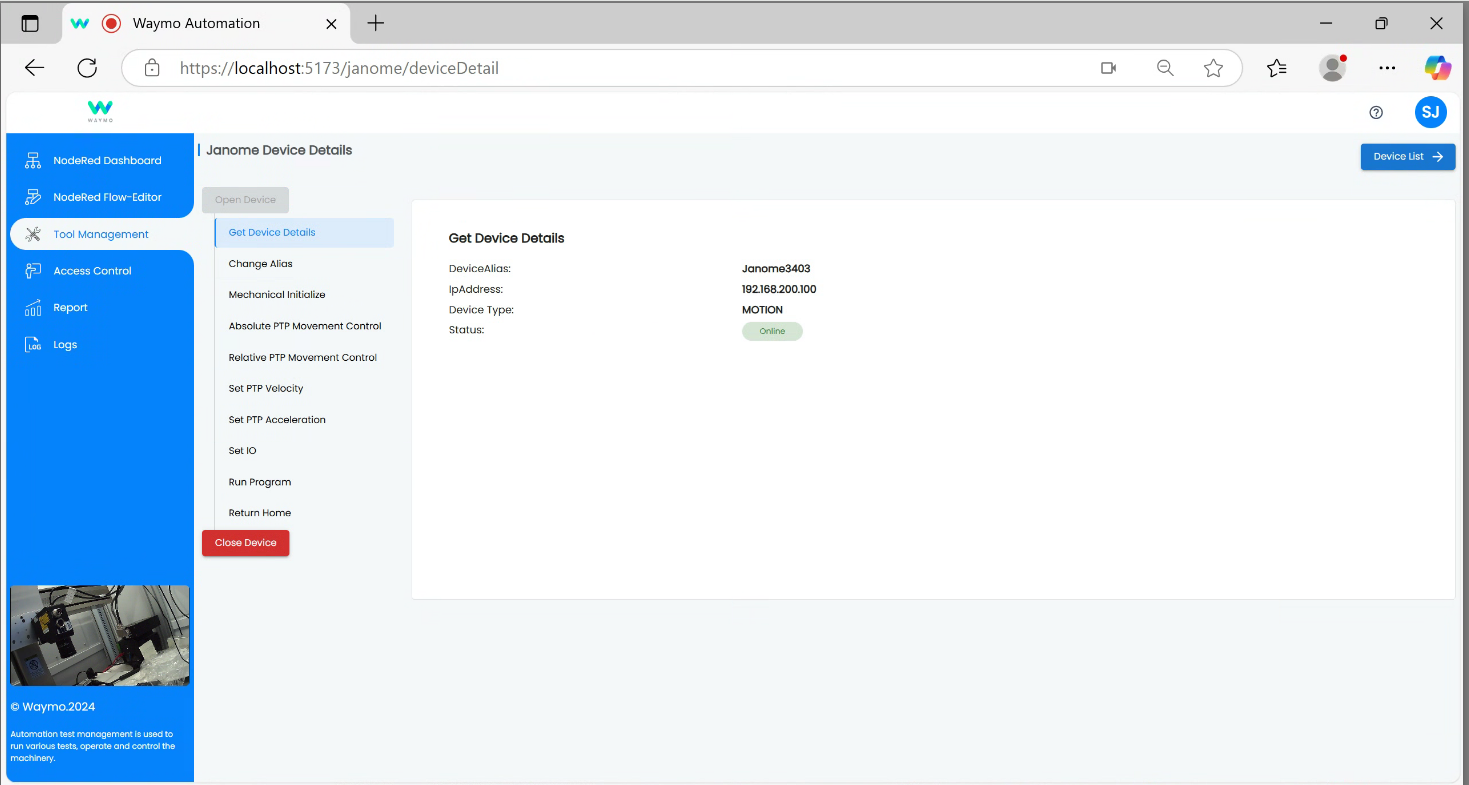 Waymo Automation
https://localhost:5173/janome/deviceDetail
WAYMO
SJ
NodeRed Dashboard
NodeRed Flow-Editor
Tool Management
Access Control
Report
LOG
Logs
© Waymo.2024
Automation test management is used to
run various tests, operate and control the
machinery.
Janome Device Details
Device List
Open Device
Get Device Details
Change Alias
Mechanical Initialize
Absolute PTP Movement Control
Relative PTP Movement Control
Set PTP Velocity
Set PTP Acceleration
Set IO
Run Program
Return Home
Close Device
Get Device Details
DeviceAlias: Janome3403
IpAddress: 192.168.200.100
Device Type: MOTION
Status: Online